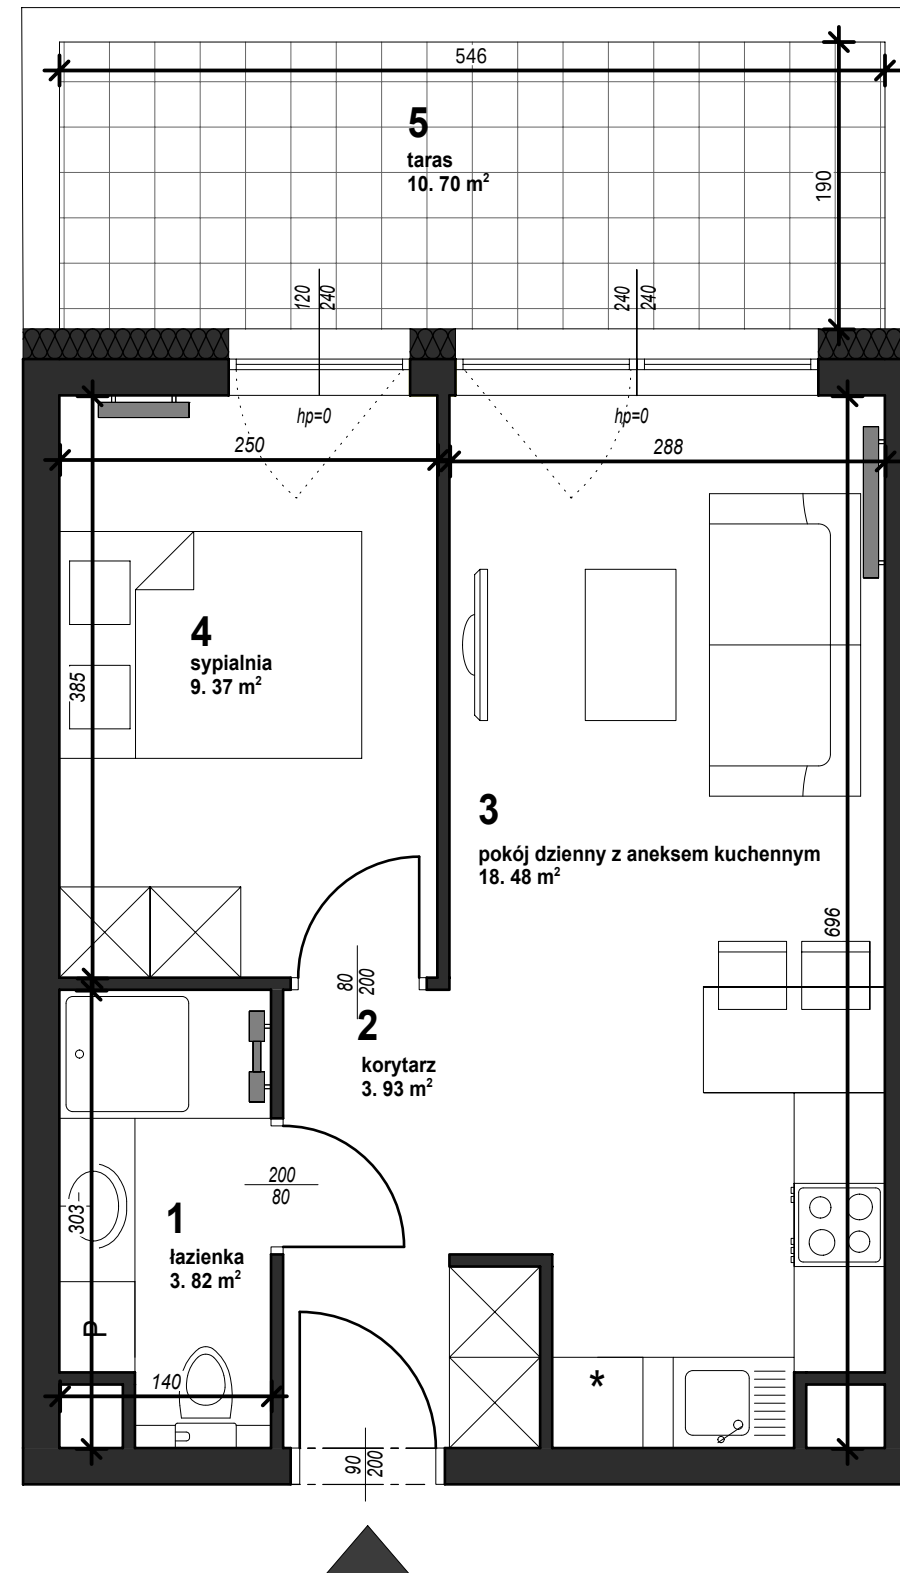 546
5
taras
10. 70 m²
190
120
240
240
240
hp=0
hp=0
250
288
4
sypialnia
9. 37 m²
385
3
pokój dzienny z aneksem kuchennym
18. 48 m²
696
80
200
2
korytarz
3. 93 m²
200
80
303
1
łazienka
3. 82 m²
P
140
*
90
200